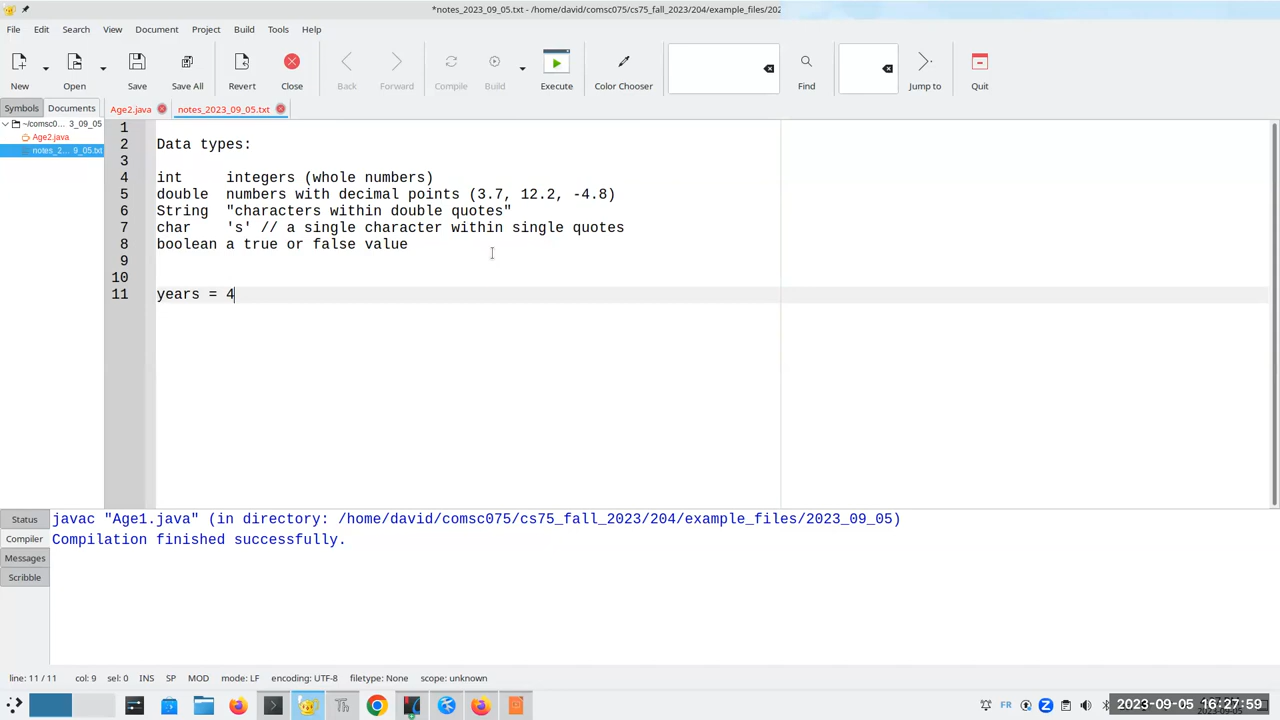 *notes_2023_09_05.txt - /home/david/comsc075/cs75_fall_2023/204/example_files/202
File Edit Search View Document Project Build Tools Help
New Open Save Save All Revert Close Back Forward Compile Build Execute Color Chooser Find Jump to Quit
Symbols Documents Age2.java notes_2023_09_05.txt
~/comsc0... 3_09_05
Age2.java
notes_2... 9_05.txt
1
2 Data types:
3
4 int integers (whole numbers)
5 double numbers with decimal points (3.7, 12.2, -4.8)
6 String "characters within double quotes"
7 char 's' // a single character within single quotes
8 boolean a true or false value
9
10
11 years = 4
Status
Compiler
Messages
Scribble
javac "Age1.java" (in directory: /home/david/comsc075/cs75_fall_2023/204/example_files/2023_09_05)
Compilation finished successfully.
line: 11 / 11 col: 9 sel: 0 INS SP MOD mode: LF encoding: UTF-8 filetype: None scope: unknown
FR 2023-09-05 16:27:59